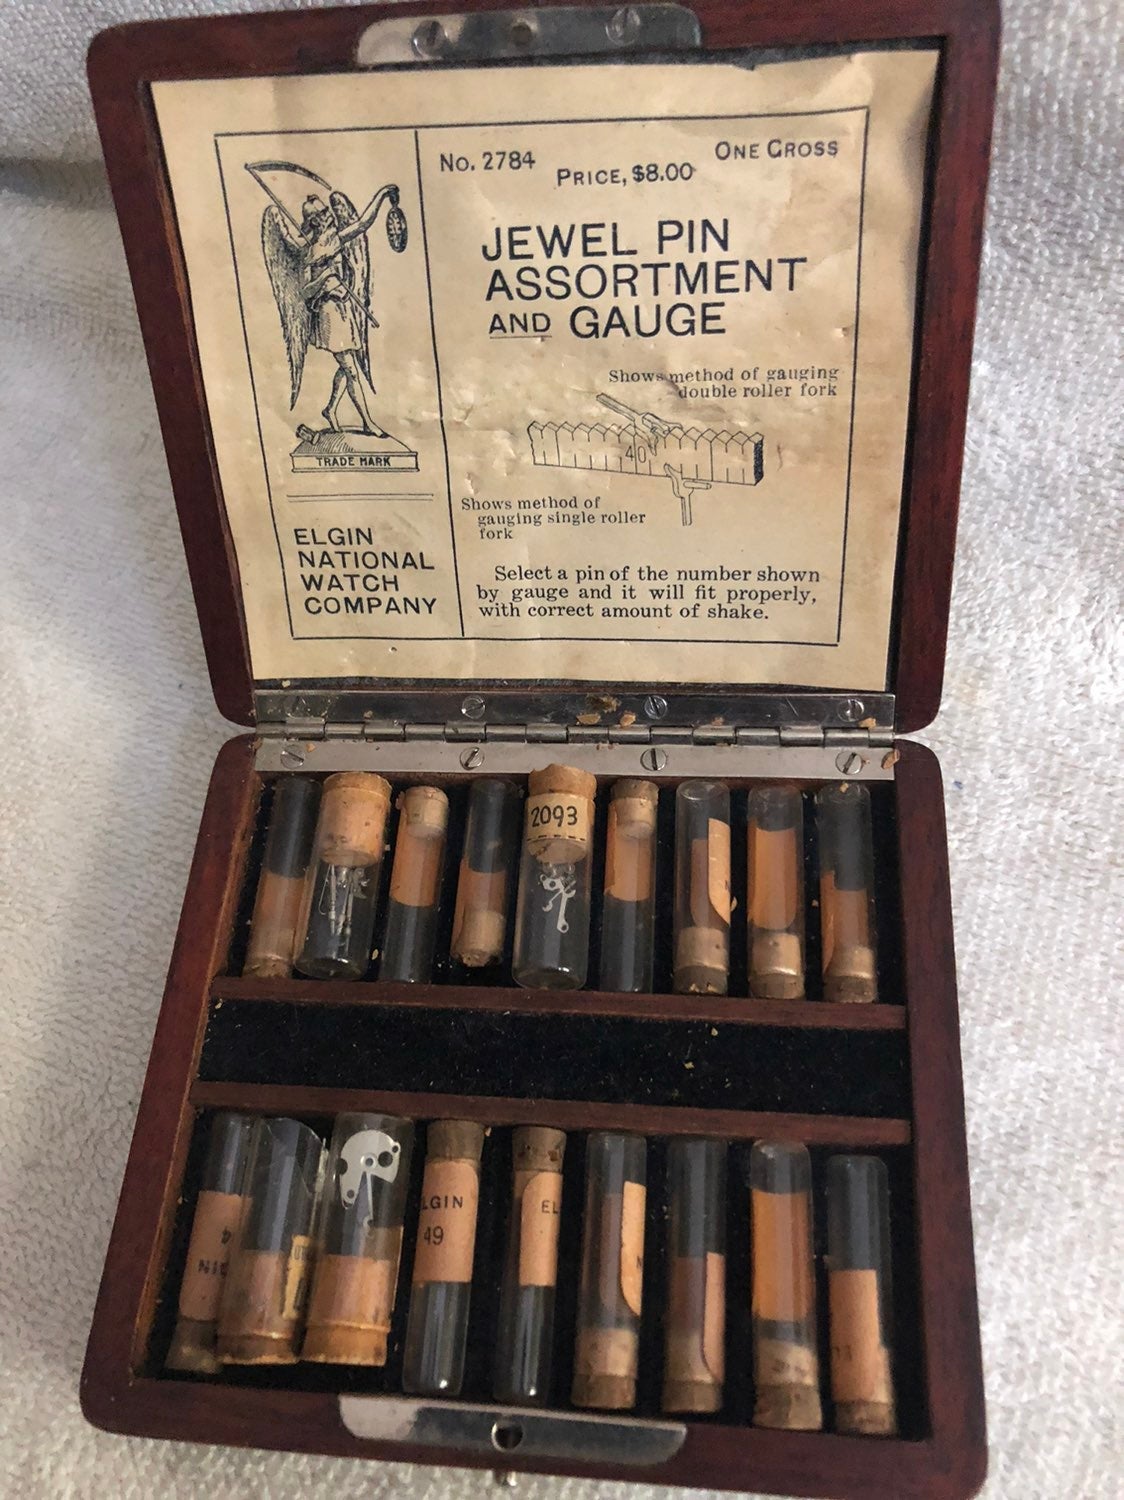 No. 2784
PRICE, $8.00
ONE GROSS
JEWEL PIN
ASSORTMENT
AND GAUGE
Shows method of gauging
double roller fork
40
Shows method of
gauging single roller
fork
Select a pin of the number shown
by gauge and it will fit properly,
with correct amount of shake.
TRADE MARK
ELGIN
NATIONAL
WATCH
COMPANY
2093
LGIN
49
EL